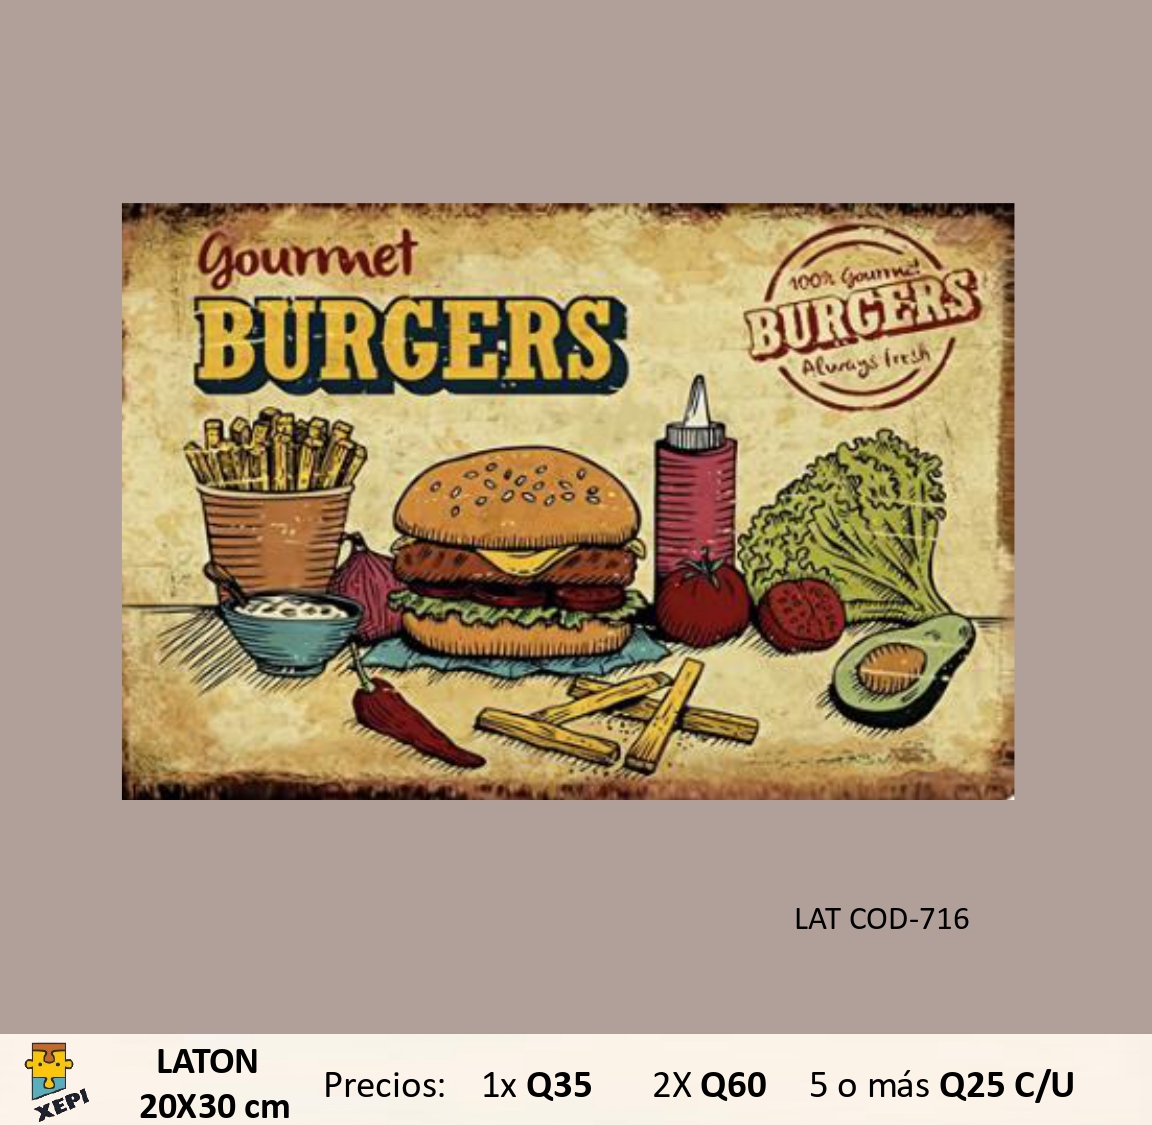 Gourmet
BURGERS
100% Gourmet
BURGERS
Always fresh
LAT COD-716
LATON
20X30 cm
Precios: 1x Q35 2X Q60 5 o más Q25 C/U
XEPI